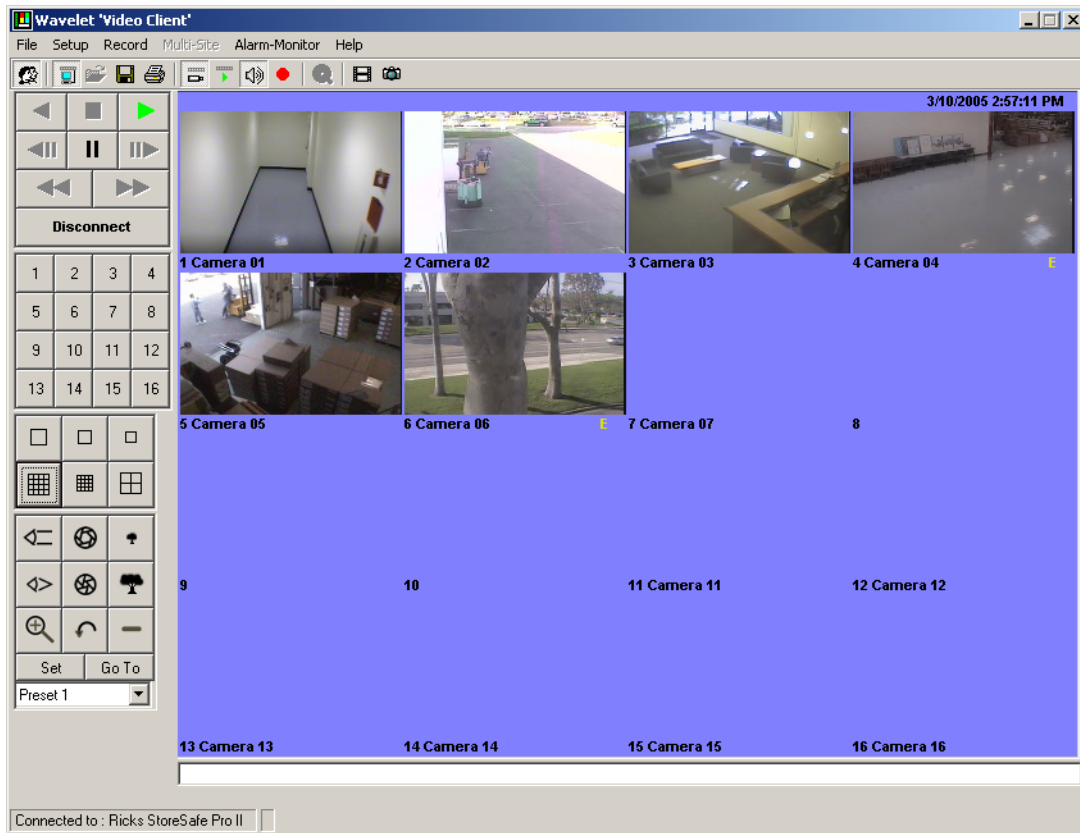 Wavelet 'Video Client'
File Setup Record Multi-Site Alarm-Monitor Help
3/10/2005 2:57:11 PM
Disconnect
1 Camera 01 2 Camera 02 3 Camera 03 4 Camera 04 E
1 2 3 4
5 6 7 8
9 10 11 12
13 14 15 16
5 Camera 05 6 Camera 06 E 7 Camera 07 8
9 10 11 Camera 11 12 Camera 12
Set Go To
Preset 1
13 Camera 13 14 Camera 14 15 Camera 15 16 Camera 16
Connected to : Ricks StoreSafe Pro II